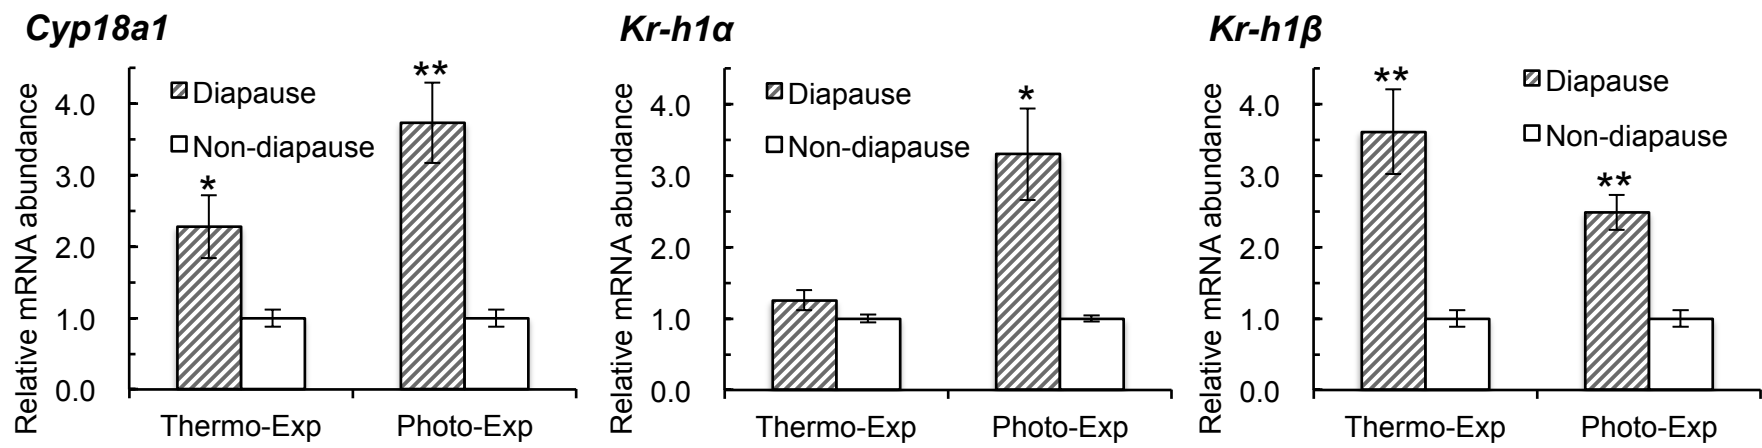 Cyp18a1
Relative mRNA abundance
4.0
3.0
2.0
1.0
0.0
Diapause
Non-diapause
*
**
Thermo-Exp
Photo-Exp
Kr-h1α
Relative mRNA abundance
4.0
3.0
2.0
1.0
0.0
Diapause
Non-diapause
*
Thermo-Exp
Photo-Exp
Kr-h1β
Relative mRNA abundance
4.0
3.0
2.0
1.0
0.0
Diapause
Non-diapause
**
**
Thermo-Exp
Photo-Exp